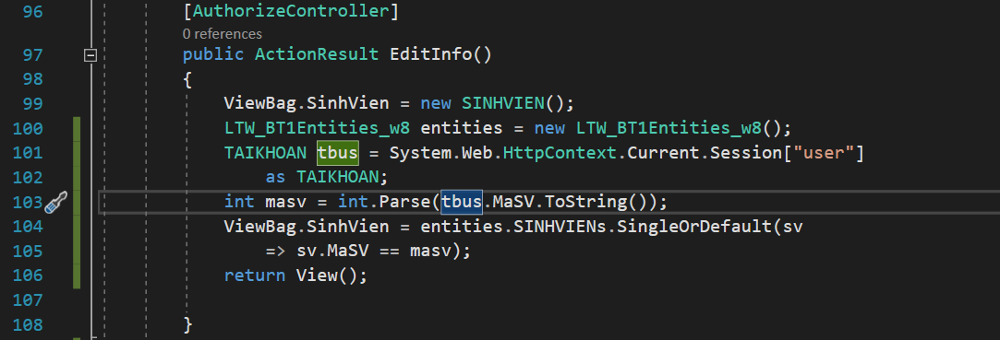 96 [AuthorizeController]
0 references
97 public ActionResult EditInfo()
98 {
99 ViewBag.SinhVien = new SINHVIEN();
100 LTW_BT1Entities_w8 entities = new LTW_BT1Entities_w8();
101 TAIKHOAN tbus = System.Web.HttpContext.Current.Session["user"]
102 as TAIKHOAN;
103 int masv = int.Parse(tbus.MaSV.ToString());
104 ViewBag.SinhVien = entities.SINHVIENs.SingleOrDefault(sv
105 => sv.MaSV == masv);
106 return View();
107
108 }